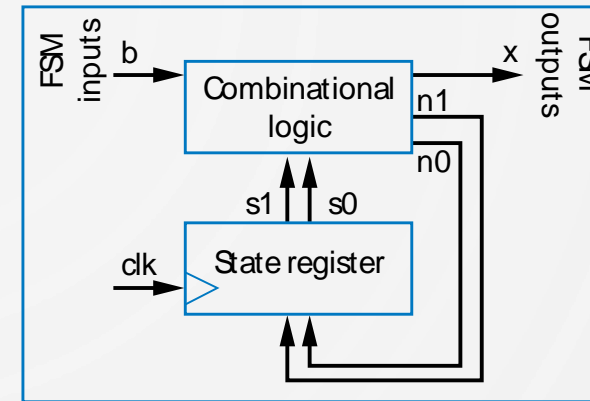 FSM
inputs
b
Combinational
logic
x
FSM
outputs
n1
n0
s1
s0
clk
State register